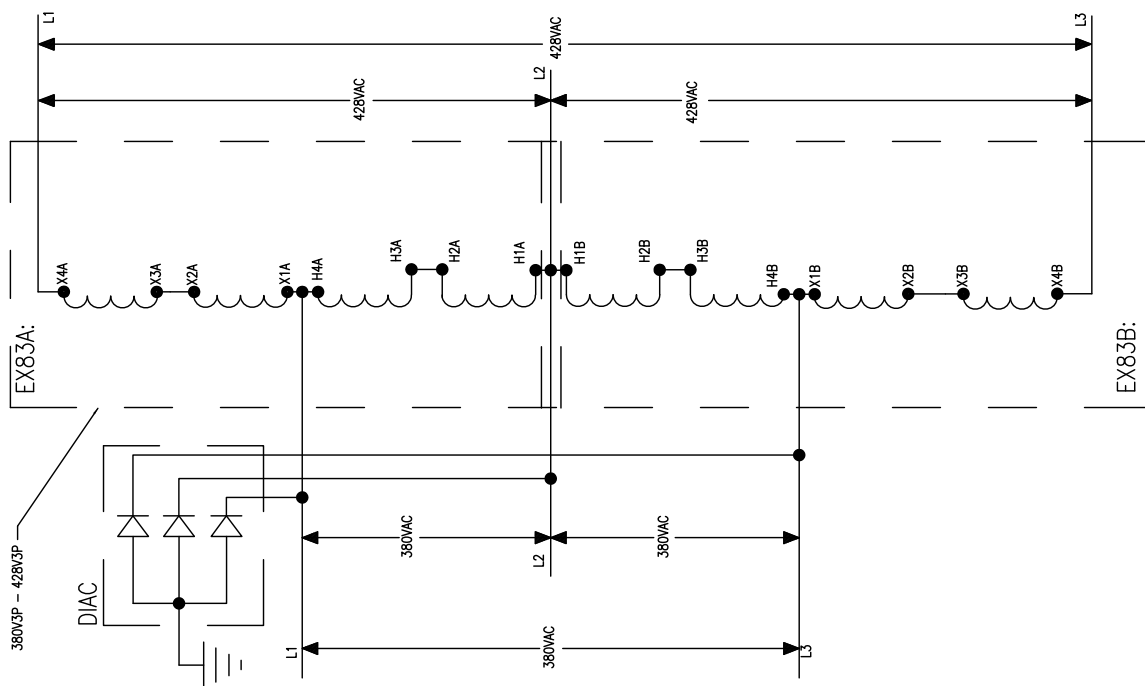 L1
L3
428VAC
L2
428VAC
428VAC
H3A
H2A
H1A
H1B
H2B
H3B
X4A
X3A
X2A
X1A
H4A
H4B
X1B
X2B
X3B
X4B
EX83A:
EX83B:
380V3P - 428V3P
DIAC
380VAC
380VAC
L2
L1
380VAC
L3